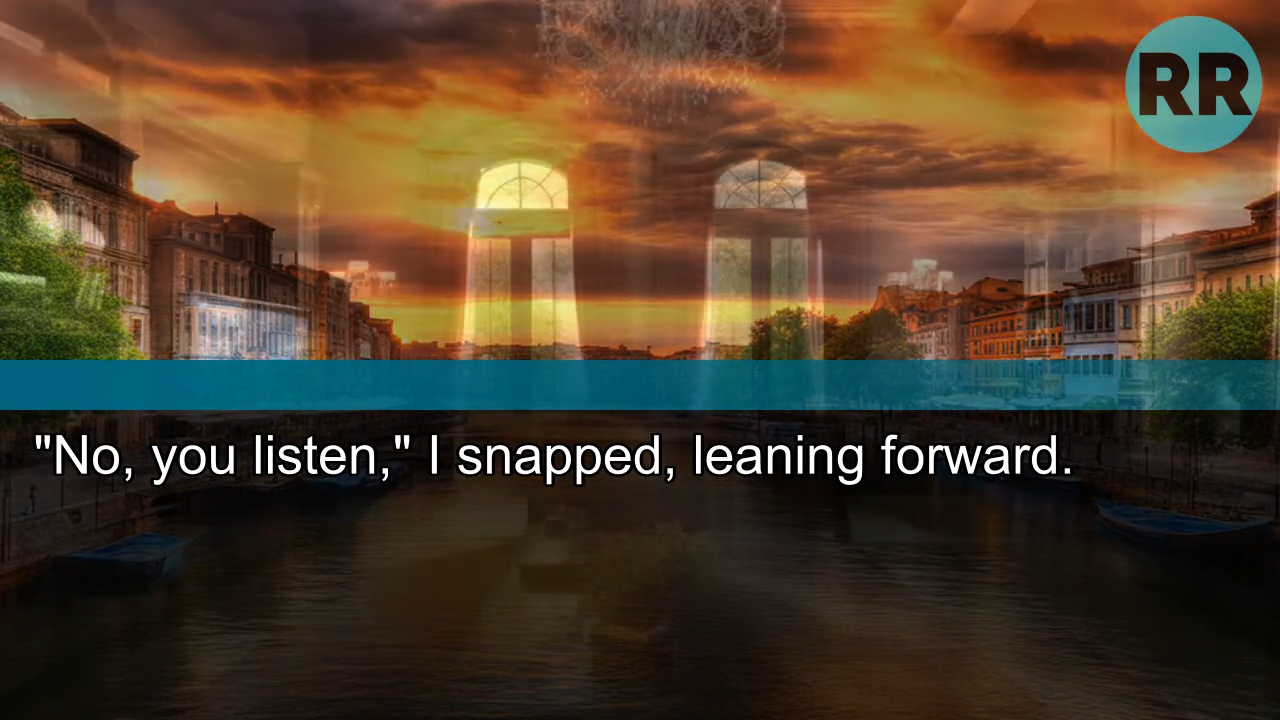 RR
"No, you listen," I snapped, leaning forward.